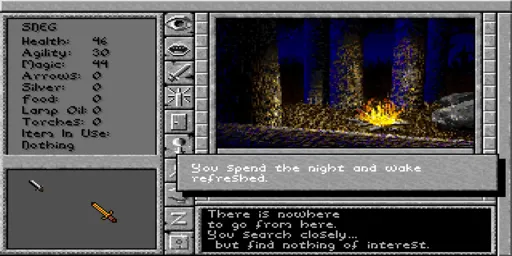 SNEG
Health: 46
Agility: 30
Magic: 44
Arrows: 0
Silver: 0
Food: 0
Lamp Oil: 0
Torches: 0
Item In Use:
Nothing
You spend the night and wake
refreshed.
There is nowhere
to go from here.
You search closely...
but find nothing of interest.